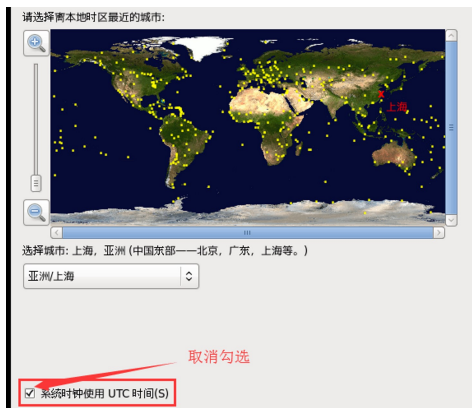 请选择离本地时区最近的城市:
上海
选择城市: 上海, 亚洲 (中国东部——北京, 广东, 上海等。)
亚洲/上海
取消勾选
系统时钟使用 UTC 时间(S)